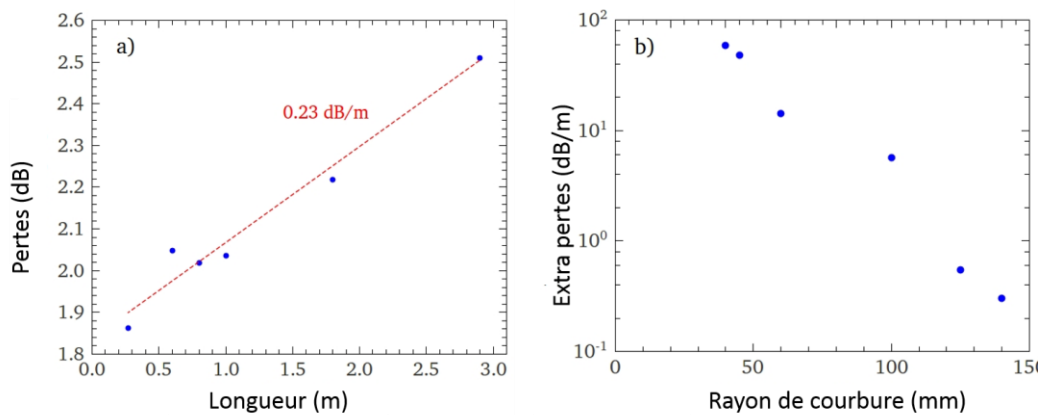 a)
0.23 dB/m
Pertes (dB)
2.6
2.5
2.4
2.3
2.2
2.1
2.0
1.9
1.8
0.0 0.5 1.0 1.5 2.0 2.5 3.0
Longueur (m)
b)
Extra pertes (dB/m)
10²
10¹
10⁰
10⁻¹
0 50 100 150
Rayon de courbure (mm)